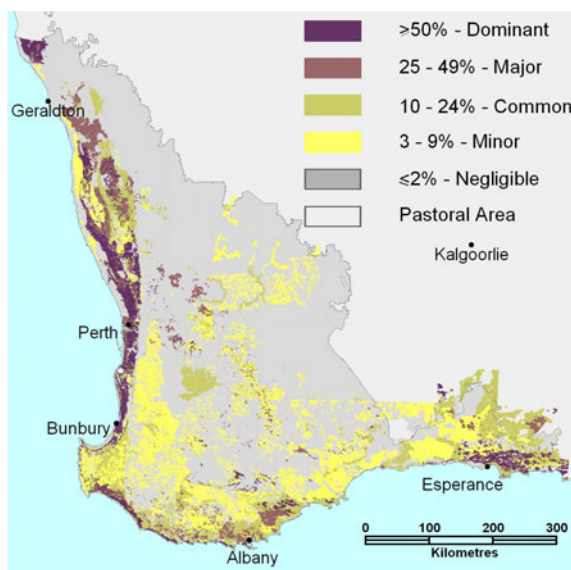 ≥50% - Dominant
25 - 49% - Major
10 - 24% - Common
3 - 9% - Minor
≤2% - Negligible
Pastoral Area
Geraldton
Kalgoorlie
Perth
Bunbury
Esperance
Albany
0 100 200 300
Kilometres